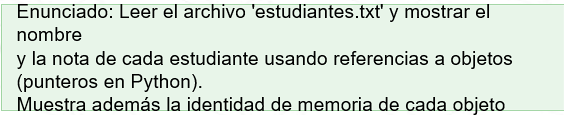 Enunciado: Leer el archivo 'estudiantes.txt' y mostrar el
nombre
y la nota de cada estudiante usando referencias a objetos
(punteros en Python).
Muestra además la identidad de memoria de cada objeto